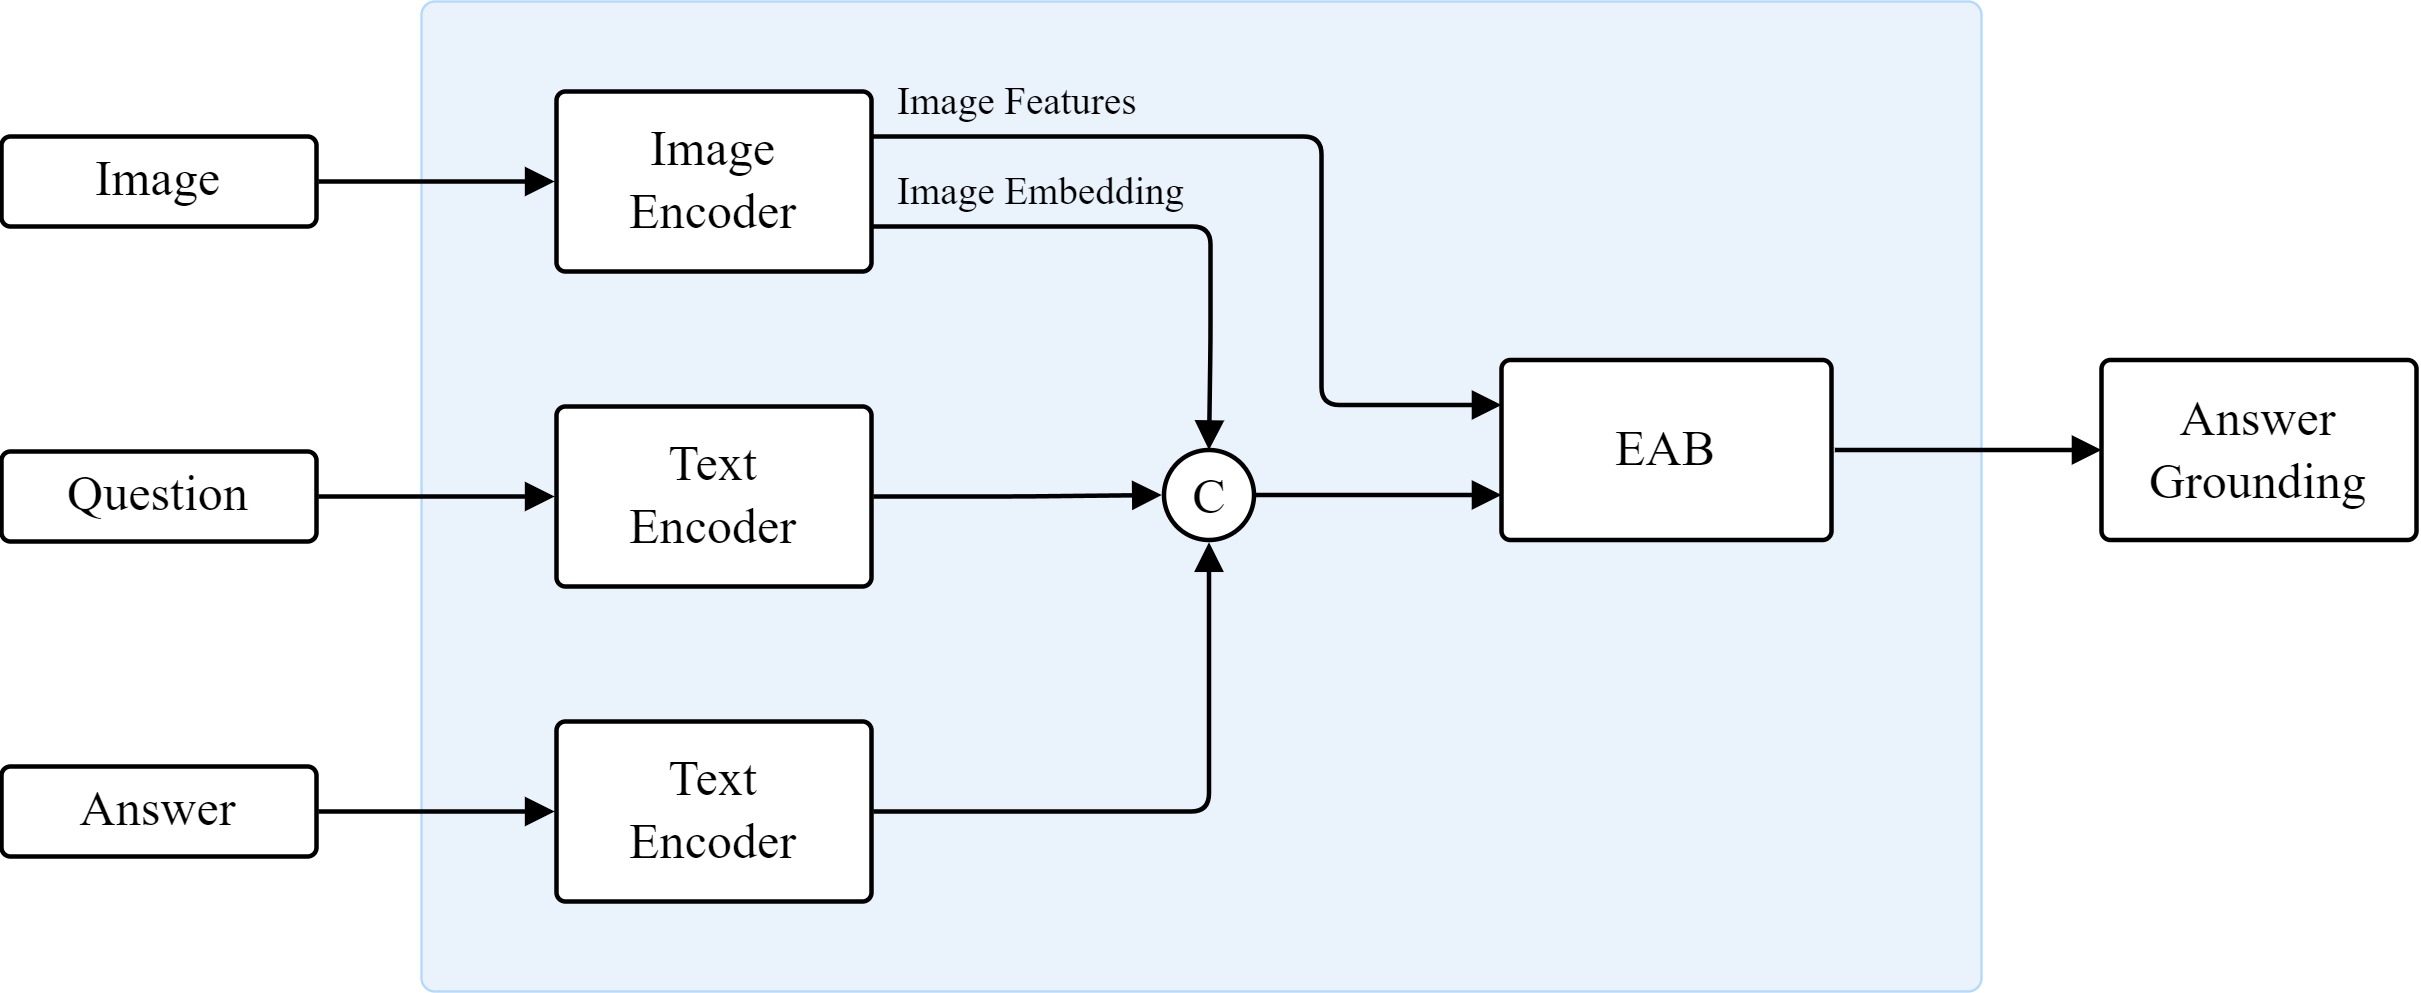 Image
Image
Encoder
Image Features
Image Embedding
Question
Text
Encoder
C
EAB
Answer
Grounding
Answer
Text
Encoder